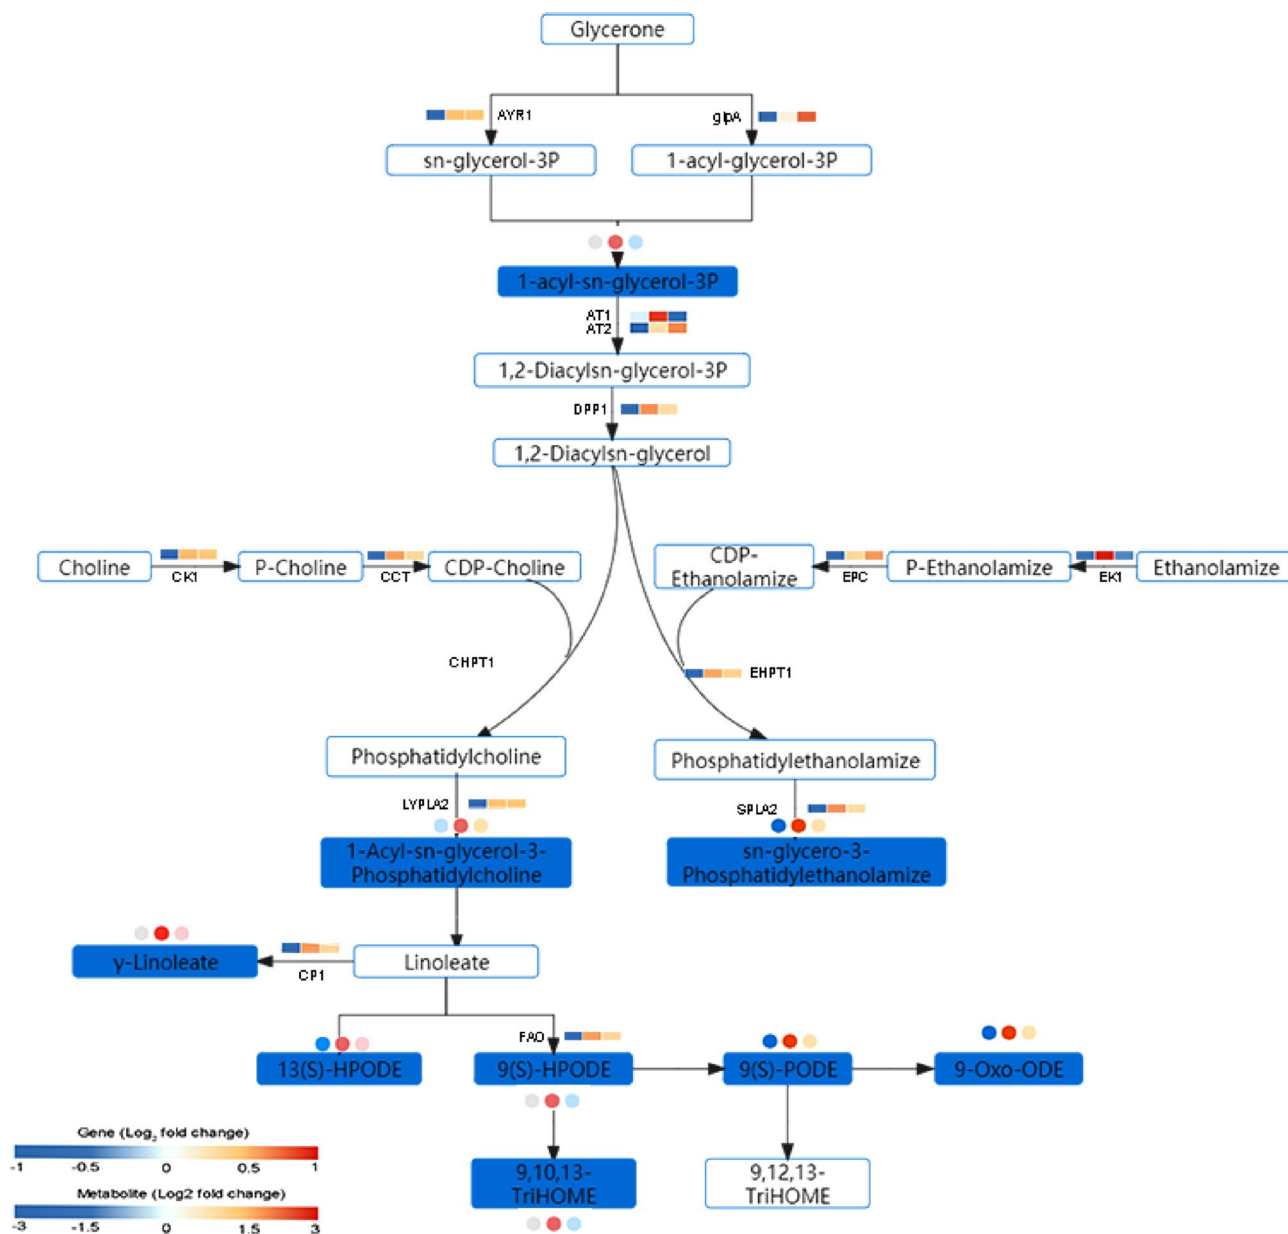 Glycerone
AYR1
glpA
sn-glycerol-3P
1-acyl-glycerol-3P
1-acyl-sn-glycerol-3P
AT1
AT2
1,2-Diacylsn-glycerol-3P
DPP1
1,2-Diacylsn-glycerol
Choline
CK1
P-Choline
CCT
CDP-Choline
CDP-
Ethanolamize
EPC
P-Ethanolamize
EK1
Ethanolamize
CHPT1
EHPT1
Phosphatidylcholine
Phosphatidylethanolamize
LYPLA2
SPLA2
1-Acyl-sn-glycerol-3-
Phosphatidylcholine
sn-glycero-3-
Phosphatidylethanolamize
γ-Linoleate
CP1
Linoleate
FAO
13(S)-HPODE
9(S)-HPODE
9(S)-PODE
9-Oxo-ODE
9,10,13-
TriHOME
9,12,13-
TriHOME
Gene (Log2 fold change)
-1 -0.5 0 0.5 1
Metabolite (Log2 fold change)
-3 -1.5 0 1.5 3